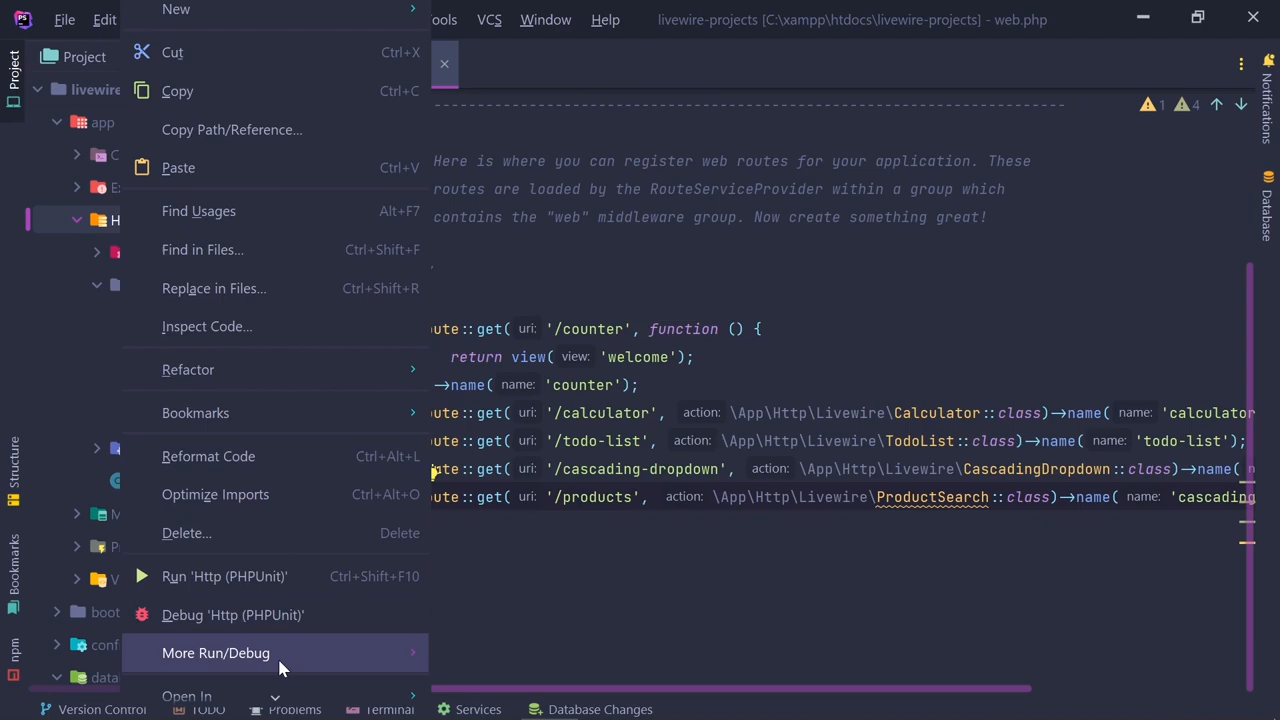 PS File Edit ools VCS Window Help livewire-projects [C:\xampp\htdocs\livewire-projects] - web.php
Project
Project
livewire
app
C
Es
H
M
Pr
V
boot
conf
data
Structure
Bookmarks
npm
New
Cut Ctrl+X
Copy Ctrl+C
Copy Path/Reference...
Paste Ctrl+V
Find Usages Alt+F7
Find in Files... Ctrl+Shift+F
Replace in Files... Ctrl+Shift+R
Inspect Code...
Refactor
Bookmarks
Reformat Code Ctrl+Alt+L
Optimize Imports Ctrl+Alt+O
Delete... Delete
Run 'Http (PHPUnit)' Ctrl+Shift+F10
Debug 'Http (PHPUnit)'
More Run/Debug
Open In
--------------------------------------------------------------------------
1 4
Here is where you can register web routes for your application. These
routes are loaded by the RouteServiceProvider within a group which
contains the "web" middleware group. Now create something great!
ute::get( uri: '/counter', function () {
return view( view: 'welcome');
->name( name: 'counter');
ute::get( uri: '/calculator', action: \App\Http\Livewire\Calculator::class)->name( name: 'calculator
ute::get( uri: '/todo-list', action: \App\Http\Livewire\TodoList::class)->name( name: 'todo-list');
ute::get( uri: '/cascading-dropdown', action: \App\Http\Livewire\CascadingDropdown::class)->name( n
ute::get( uri: '/products', action: \App\Http\Livewire\ProductSearch::class)->name( name: 'cascading
Notifications
Database
Version Control TODO Problems Terminal Services Database Changes